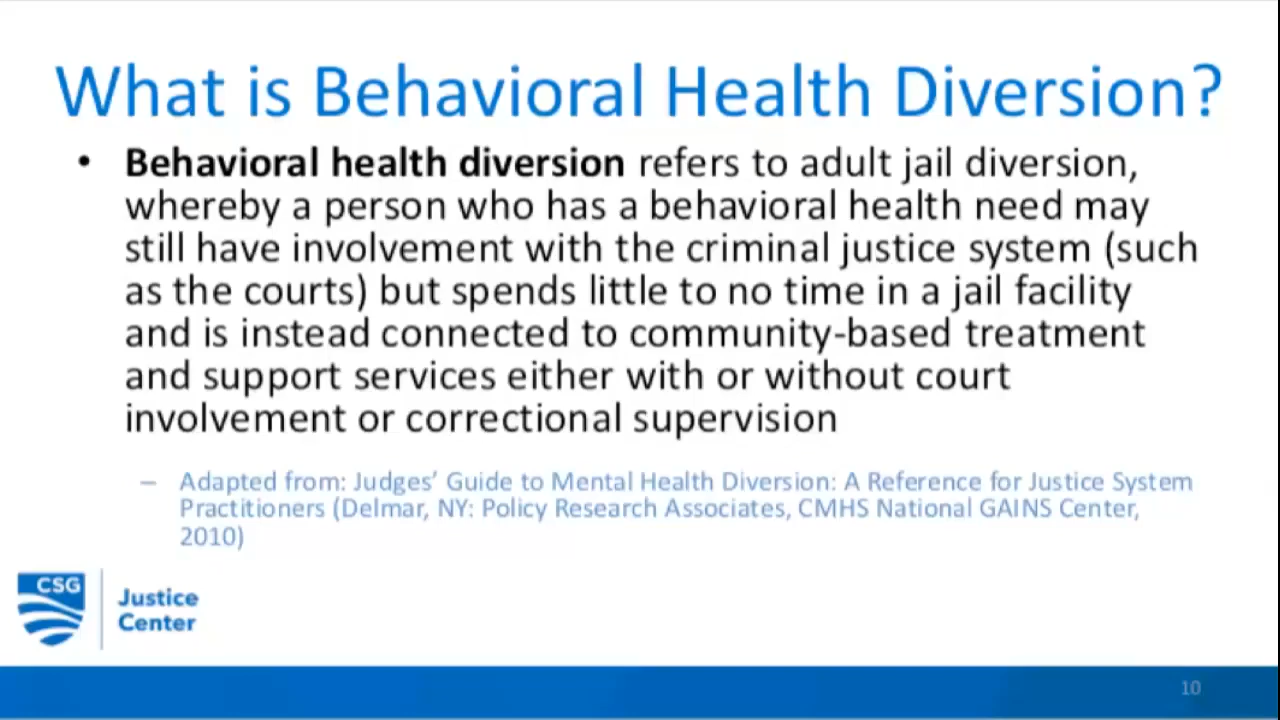 What is Behavioral Health Diversion?
• Behavioral health diversion refers to adult jail diversion,
whereby a person who has a behavioral health need may
still have involvement with the criminal justice system (such
as the courts) but spends little to no time in a jail facility
and is instead connected to community-based treatment
and support services either with or without court
involvement or correctional supervision
– Adapted from: Judges’ Guide to Mental Health Diversion: A Reference for Justice System
Practitioners (Delmar, NY: Policy Research Associates, CMHS National GAINS Center,
2010)
CSG
Justice
Center
10